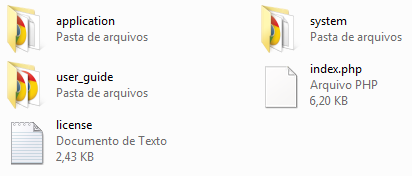 application
Pasta de arquivos
system
Pasta de arquivos
user_guide
Pasta de arquivos
index.php
Arquivo PHP
6,20 KB
license
Documento de Texto
2,43 KB